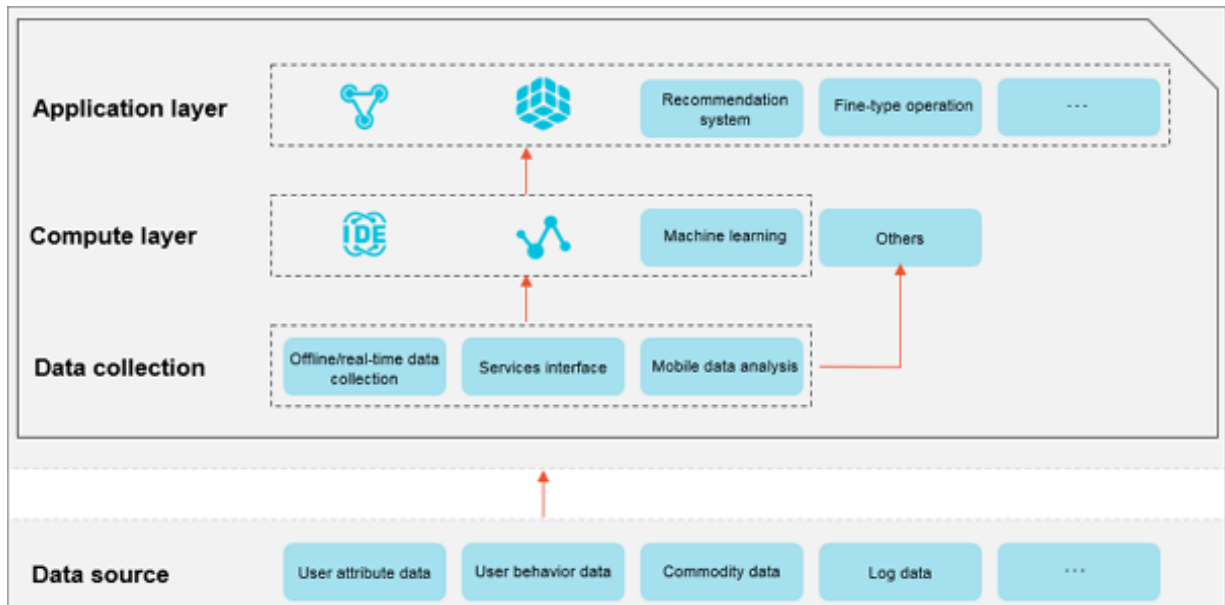 Application layer
Recommendation
system
Fine-type operation
---
Compute layer
IDE
Machine learning
Others
Data collection
Offline/real-time data
collection
Services interface
Mobile data analysis
Data source
User attribute data
User behavior data
Commodity data
Log data
---